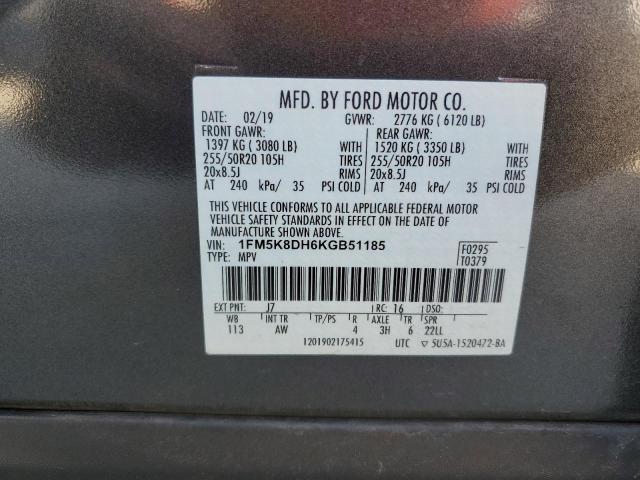 MFD. BY FORD MOTOR CO.
DATE: 02/19 GVWR: 2776 KG ( 6120 LB)
FRONT GAWR: REAR GAWR:
1397 KG ( 3080 LB) WITH 1520 KG ( 3350 LB) WITH
255/50R20 105H TIRES 255/50R20 105H TIRES
20x8.5J RIMS 20x8.5J RIMS
AT 240 kPa/ 35 PSI COLD AT 240 kPa/ 35 PSI COLD
THIS VEHICLE CONFORMS TO ALL APPLICABLE FEDERAL MOTOR
VEHICLE SAFETY STANDARDS IN EFFECT ON THE DATE OF
MANUFACTURE SHOWN ABOVE.
VIN: 1FM5K8DH6KGB51185 F0295
TYPE: MPV T0379
EXT PNT: J7 RC: 16 DSO:
WB INT TR TP/PS R AXLE TR SPR
113 AW 4 3H 6 22LL
1201902175415 UTC ▽ 5U5A-1520472-BA